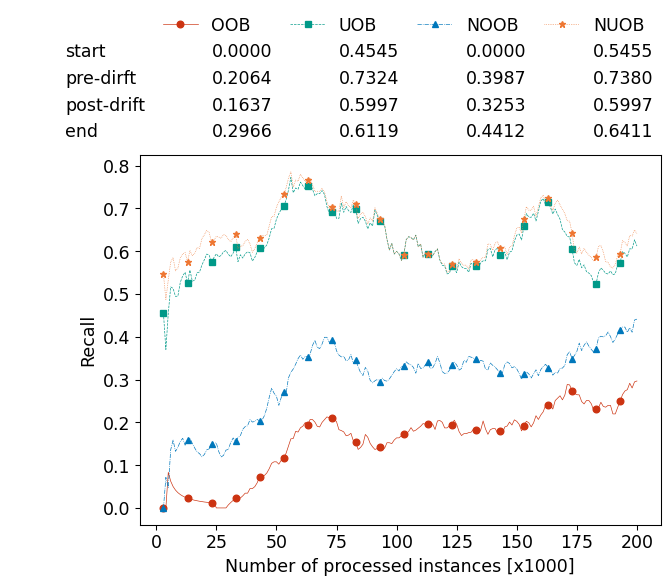 OOB UOB NOOB NUOB
start 0.0000 0.4545 0.0000 0.5455
pre-dirft 0.2064 0.7324 0.3987 0.7380
post-drift 0.1637 0.5997 0.3253 0.5997
end 0.2966 0.6119 0.4412 0.6411
0.8
0.7
0.6
0.5
0.4
0.3
0.2
0.1
0.0
Recall
0 25 50 75 100 125 150 175 200
Number of processed instances [x1000]